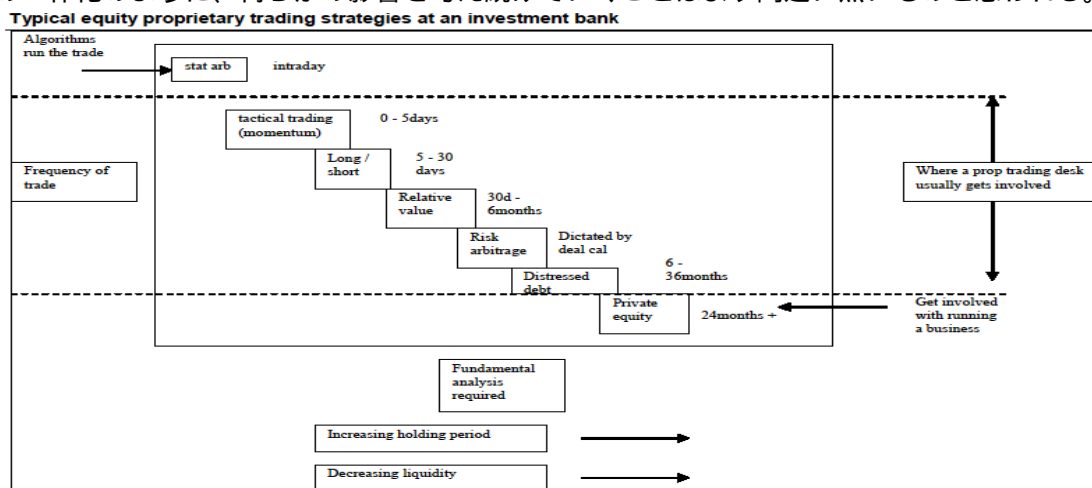 Typical equity proprietary trading strategies at an investment bank
Algorithms
run the trade
stat arb
intraday
tactical trading
(momentum)
0 - 5days
Long /
short
5 - 30
days
Frequency of
trade
Where a prop trading desk
usually gets involved
Relative
value
30d -
6months
Risk
arbitrage
Dictated by
deal cal
Distressed
debt
6 -
36months
Private
equity
24months +
Get involved
with running
a business
Fundamental
analysis
required
Increasing holding period
Decreasing liquidity